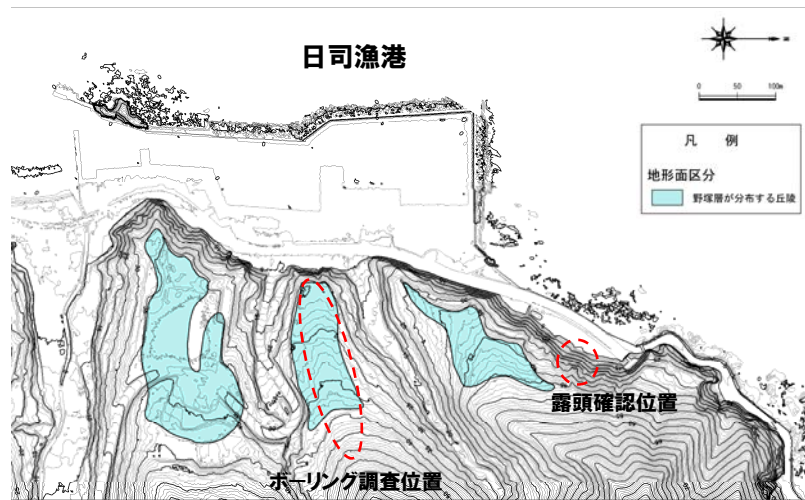 日司漁港
0 50 100m
凡 例
地形面区分
野塚層が分布する丘陵
露頭確認位置
ボーリング調査位置